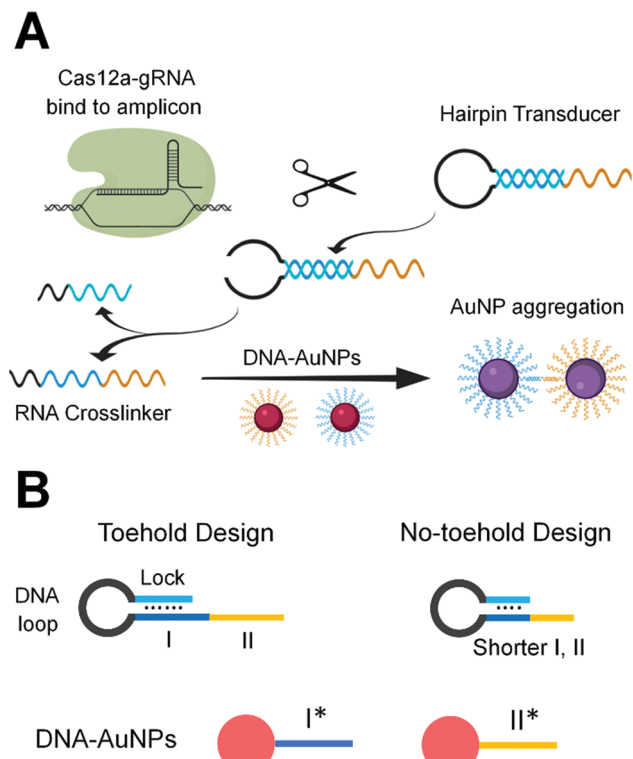 A
Cas12a-gRNA
bind to amplicon
Hairpin Transducer
AuNP aggregation
DNA-AuNPs
RNA Crosslinker
B
Toehold Design
No-toehold Design
DNA
loop
Lock
I
II
Shorter I, II
DNA-AuNPs
I*
II*